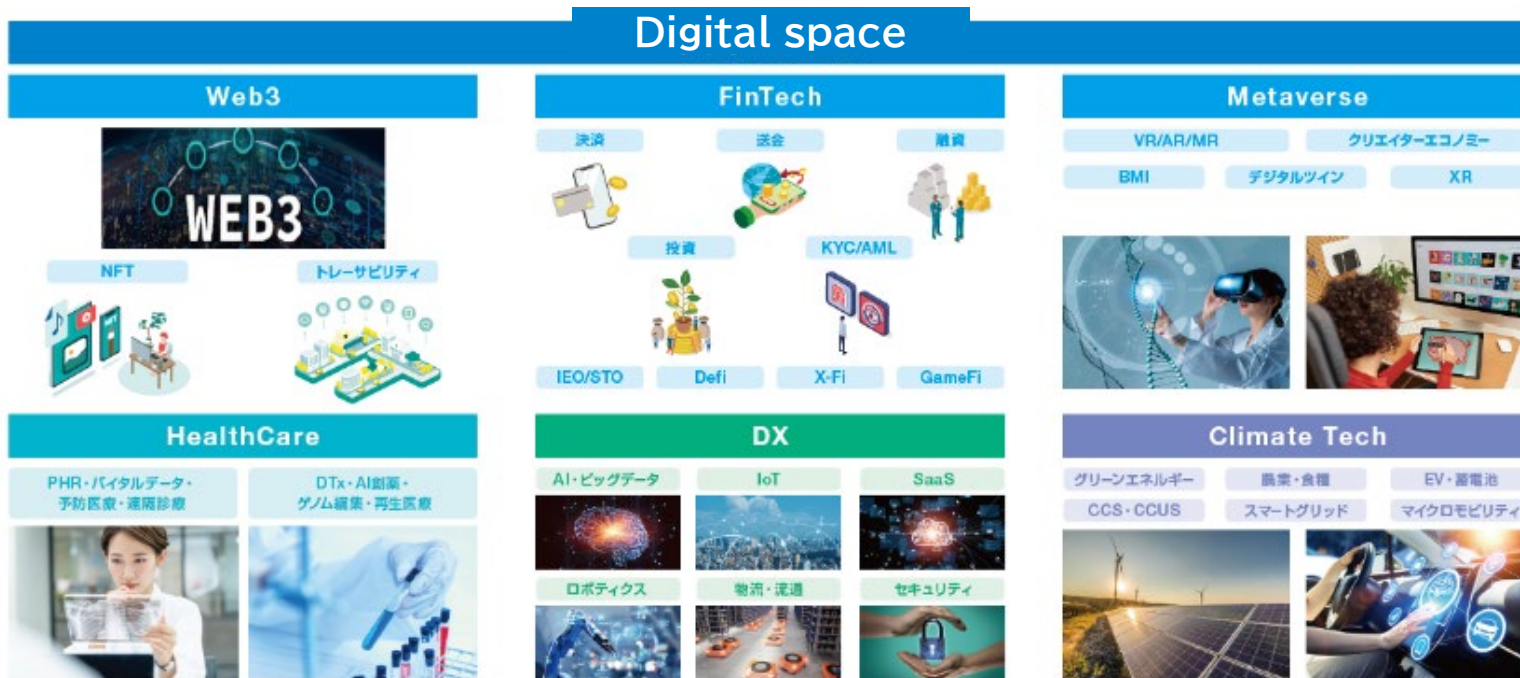 Digital space
Web3
WEB3
NFT
トレーサビリティ
FinTech
決済
送金
融資
投資
KYC/AML
IEO/STO
Defi
X-Fi
GameFi
Metaverse
VR/AR/MR
クリエイターエコノミー
BMI
デジタルツイン
XR
HealthCare
PHR・バイタルデータ・
予防医療・遠隔診療
DTx・AI創薬・
ゲノム編集・再生医療
DX
AI・ビッグデータ
IoT
SaaS
ロボティクス
物流・流通
セキュリティ
Climate Tech
グリーンエネルギー
農業・食糧
EV・蓄電池
CCS・CCUS
スマートグリッド
マイクロモビリティ